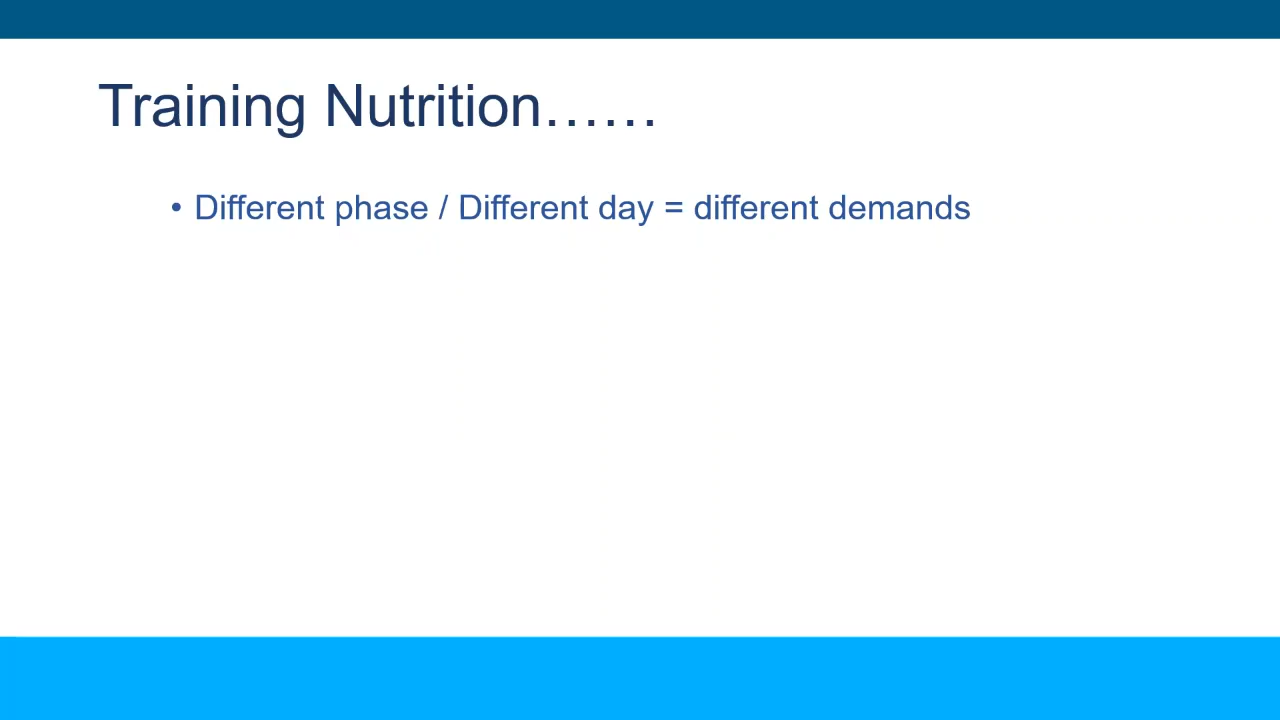 Training Nutrition……
• Different phase / Different day = different demands